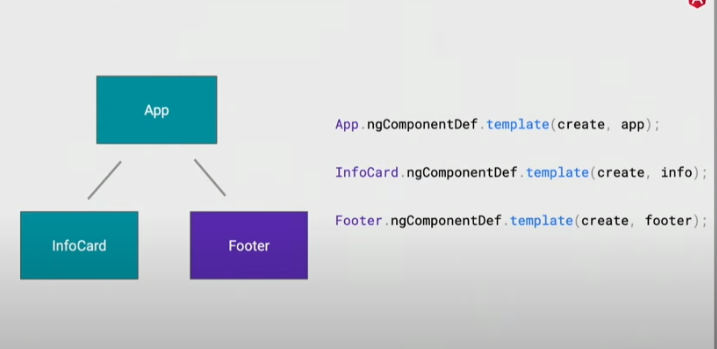 App
InfoCard
Footer
App.ngComponentDef.template(create, app);
InfoCard.ngComponentDef.template(create, info);
Footer.ngComponentDef.template(create, footer);